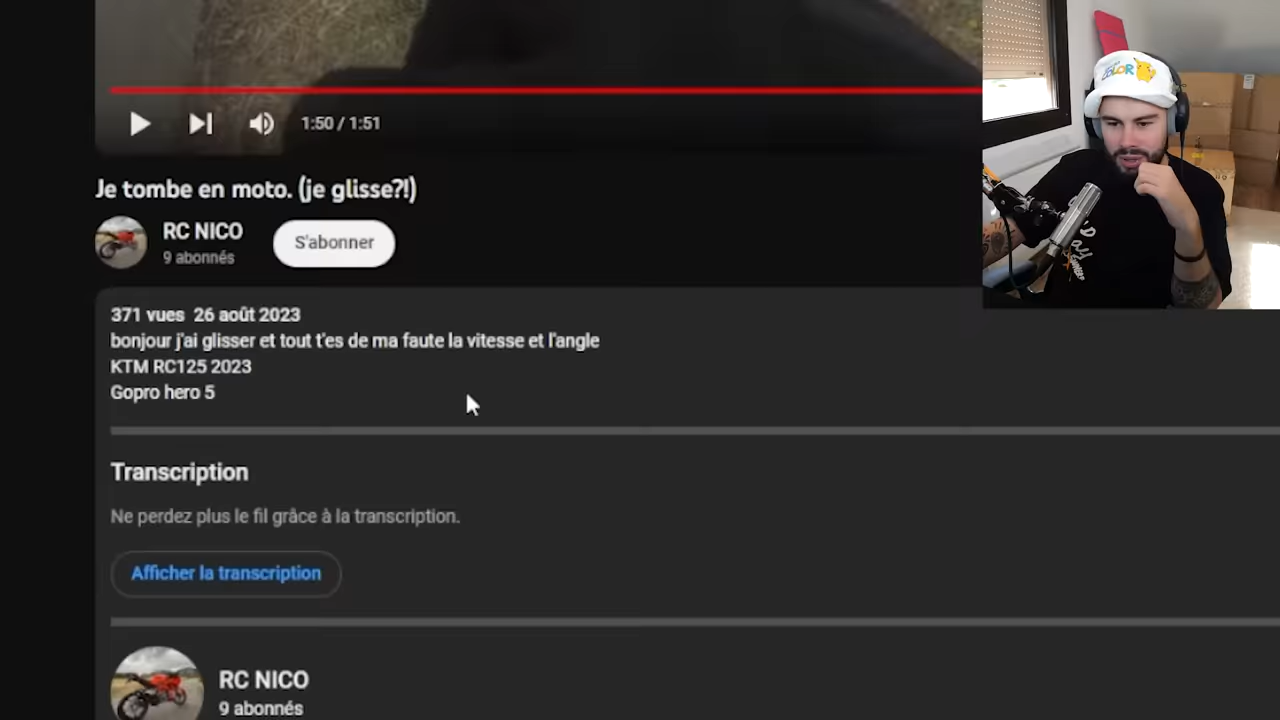 1:50 / 1:51
Je tombe en moto. (je glisse?!)
RC NICO
9 abonnés
S'abonner
371 vues 26 août 2023
bonjour j'ai glisser et tout t'es de ma faute la vitesse et l'angle
KTM RC125 2023
Gopro hero 5
Transcription
Ne perdez plus le fil grâce à la transcription.
Afficher la transcription
RC NICO
9 abonnés
COLOR